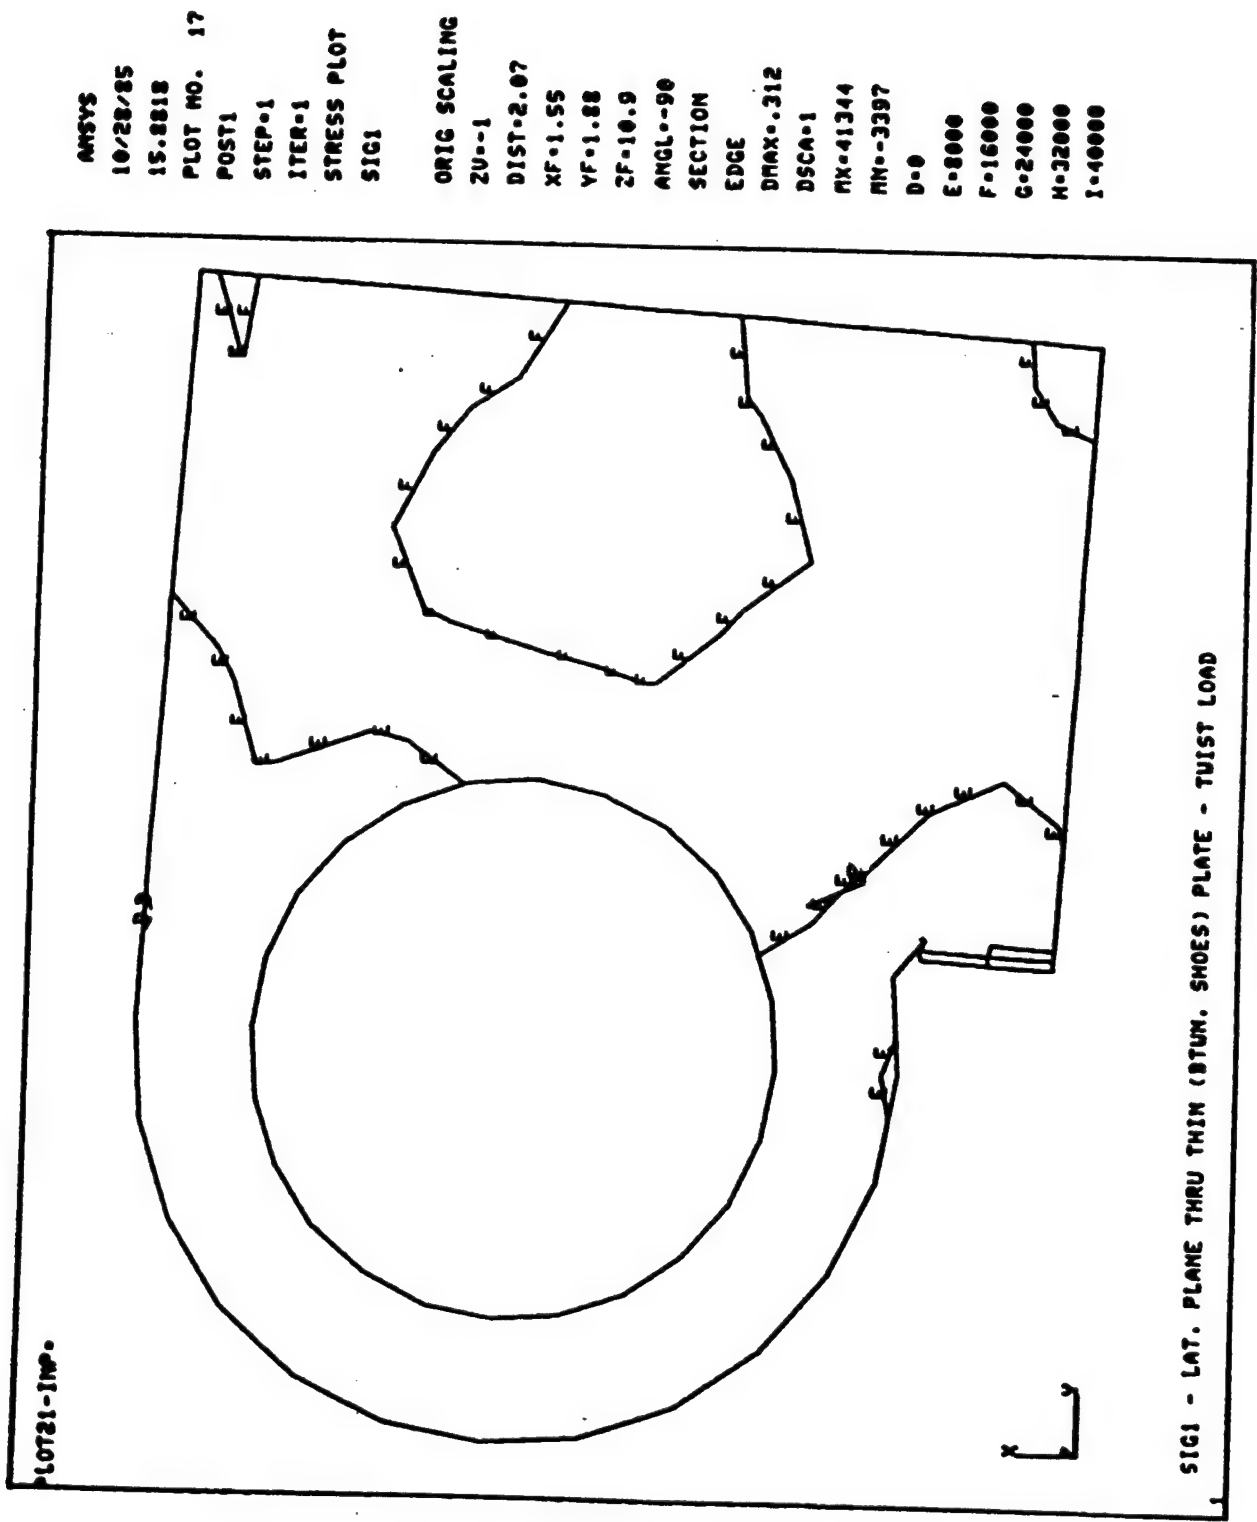 ANSYS
10/28/85
15.8818
PLOT NO. 17
POST1
STEP=1
ITER=1
STRESS PLOT
SIG1
ORIG SCALING
ZV=-1
DIST=2.07
XF=1.55
YF=1.88
ZF=10.9
ANGL=-90
SECTION
EDGE
DMAX=.312
DSCA=1
MX=41344
MN=-3397
D=0
E=8000
F=16000
G=24000
H=32000
I=40000
PLOT21-INP=
X
Y
SIG1 - LAT. PLANE THRU THIN (BTUN. SHOES) PLATE - TWIST LOAD
1